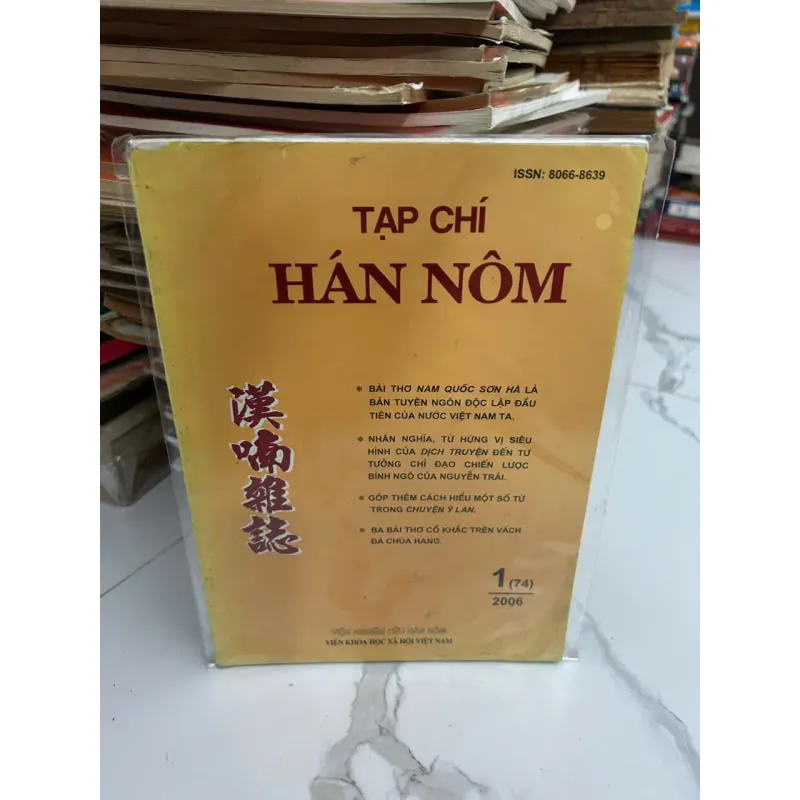 ISSN: 8066-8639
TẠP CHÍ
HÁN NÔM
漢喃雜誌
* BÀI THƠ NAM QUỐC SƠN HÀ LÀ
BẢN TUYÊN NGÔN ĐỘC LẬP ĐẦU
TIÊN CỦA NƯỚC VIỆT NAM TA.
* NHÂN NGHĨA, TỪ HỨNG VỊ SIÊU
HÌNH CỦA DỊCH TRUYỆN ĐẾN TƯ
TƯỞNG CHỈ ĐẠO CHIẾN LƯỢC
BÌNH NGÔ CỦA NGUYỄN TRÃI.
* GÓP THÊM CÁCH HIỂU MỘT SỐ TỪ
TRONG CHUYỆN Ỷ LAN.
* BA BÀI THƠ CỔ KHẮC TRÊN VÁCH
ĐÁ CHÙA HANG.
1 (74)
2006
VIỆN NGHIÊN CỨU HÁN NÔM
VIỆN KHOA HỌC XÃ HỘI VIỆT NAM